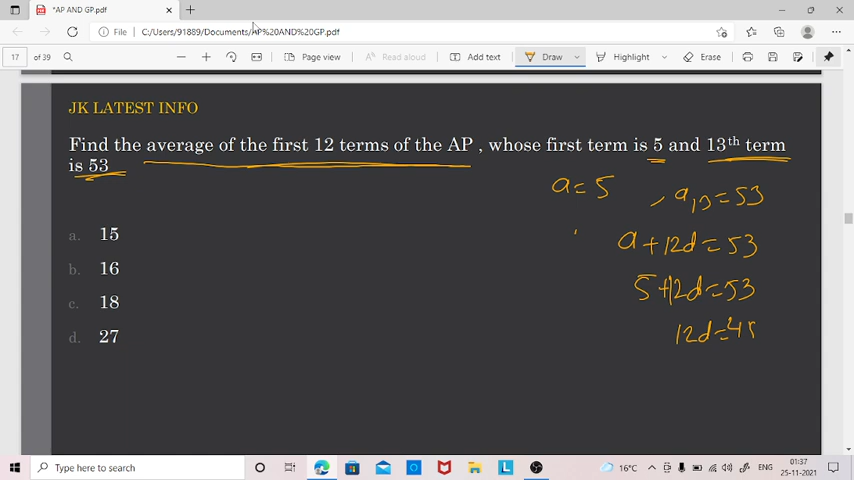 *AP AND GP.pdf
File C:/Users/91889/Documents/AP%20AND%20GP.pdf
17 of 39 Page view Read aloud Add text Draw Highlight Erase
JK LATEST INFO
Find the average of the first 12 terms of the AP , whose first term is 5 and 13th term
is 53
a = 5 , a13 = 53
a + 12d = 53
5 + 12d = 53
12d = 4
a. 15
b. 16
c. 18
d. 27
Type here to search
16°C ENG 01:37
25-11-2021